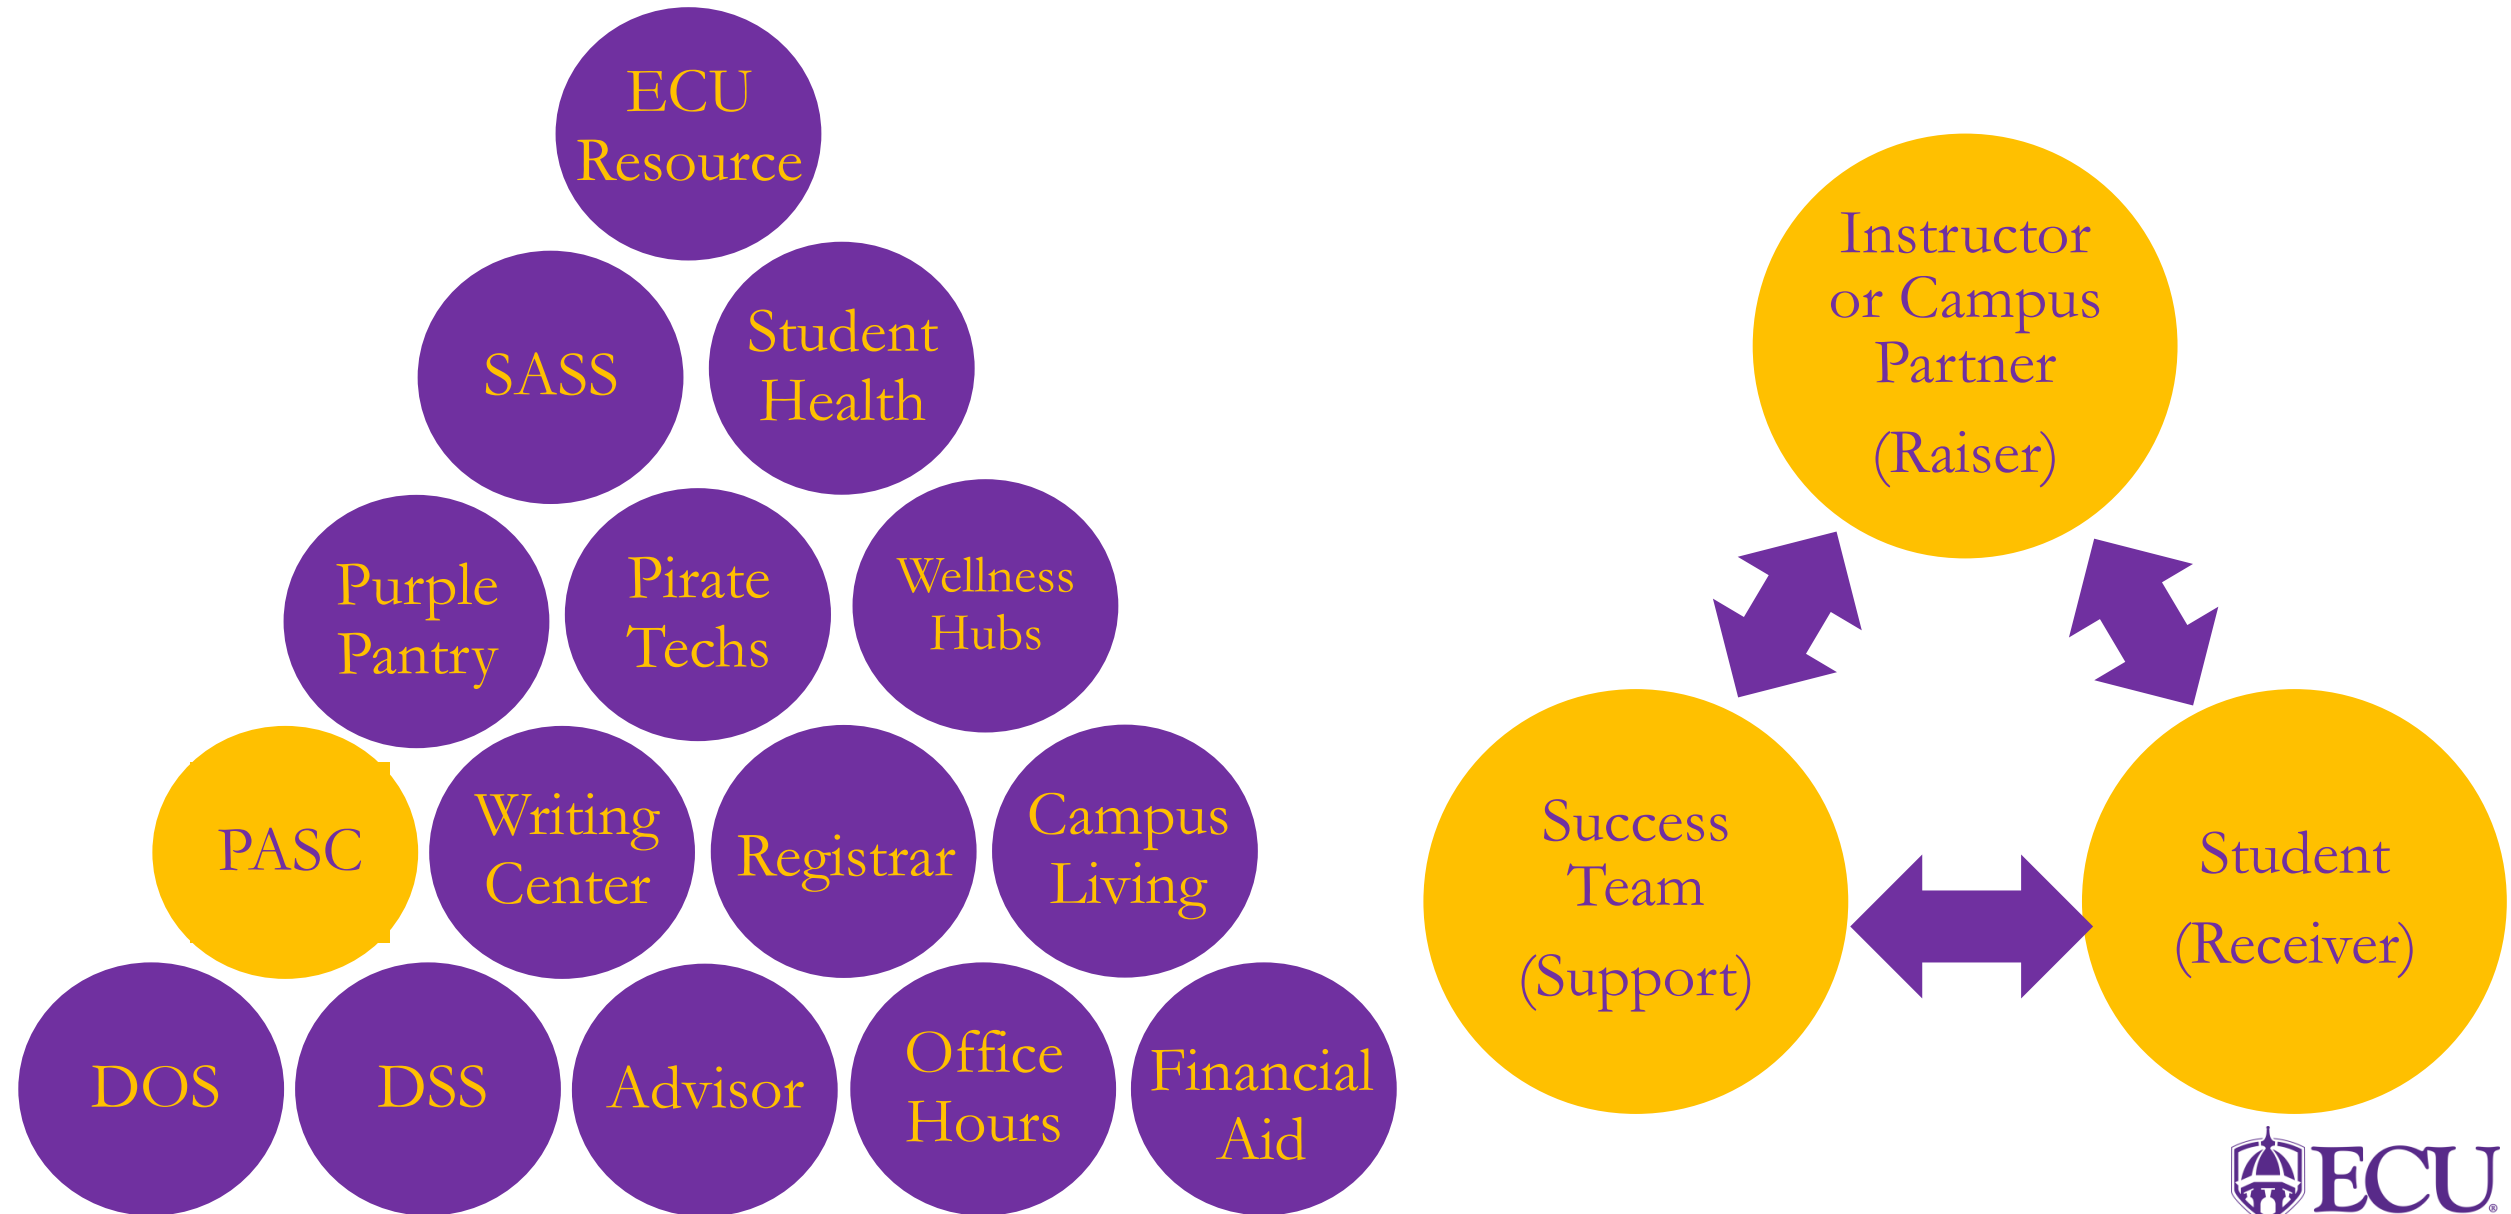 ECU
Resource
SASS
Student
Health
Puuple
Pantry
Pirate
Techs
Wellness
Hubs
PASC
Writing
Center
Registrar
Campus
Living
DOS
DSS
Advisor
Office
Hours
Financial
Aid
Instructor
or Campus
Partner
(Raiser)
Success
Team
(Support)
Student
(Receiver)
ECU®